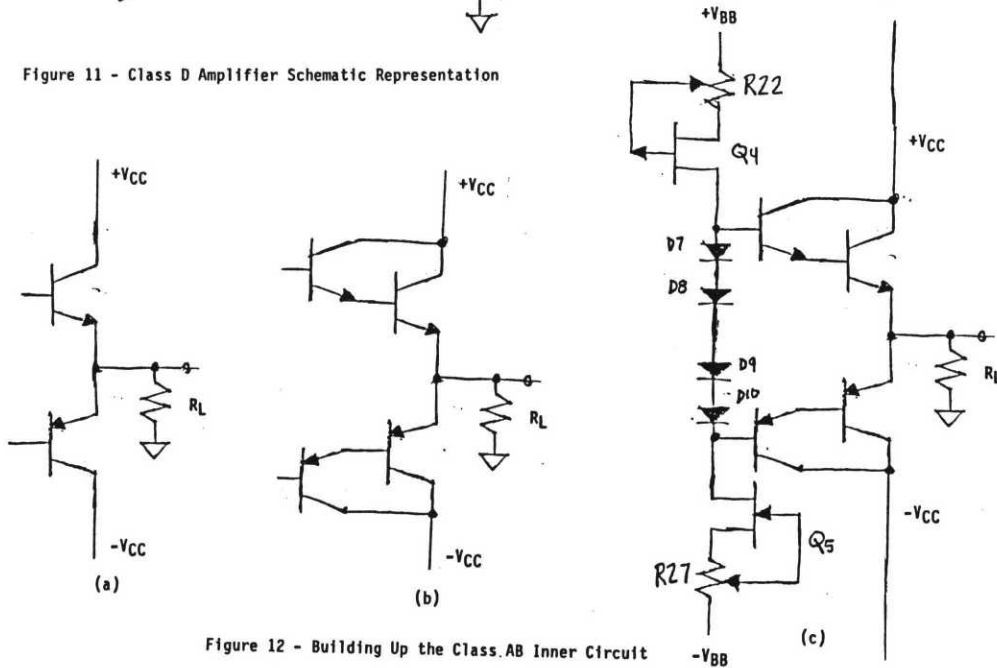 Figure 11 - Class D Amplifier Schematic Representation
+VCC
RL
-VCC
(a)
+VCC
RL
-VCC
(b)
+VBB
R22
Q4
+VCC
D7
D8
D9
D10
RL
Q5
-VCC
R27
-VBB
(c)
Figure 12 - Building Up the Class.AB Inner Circuit